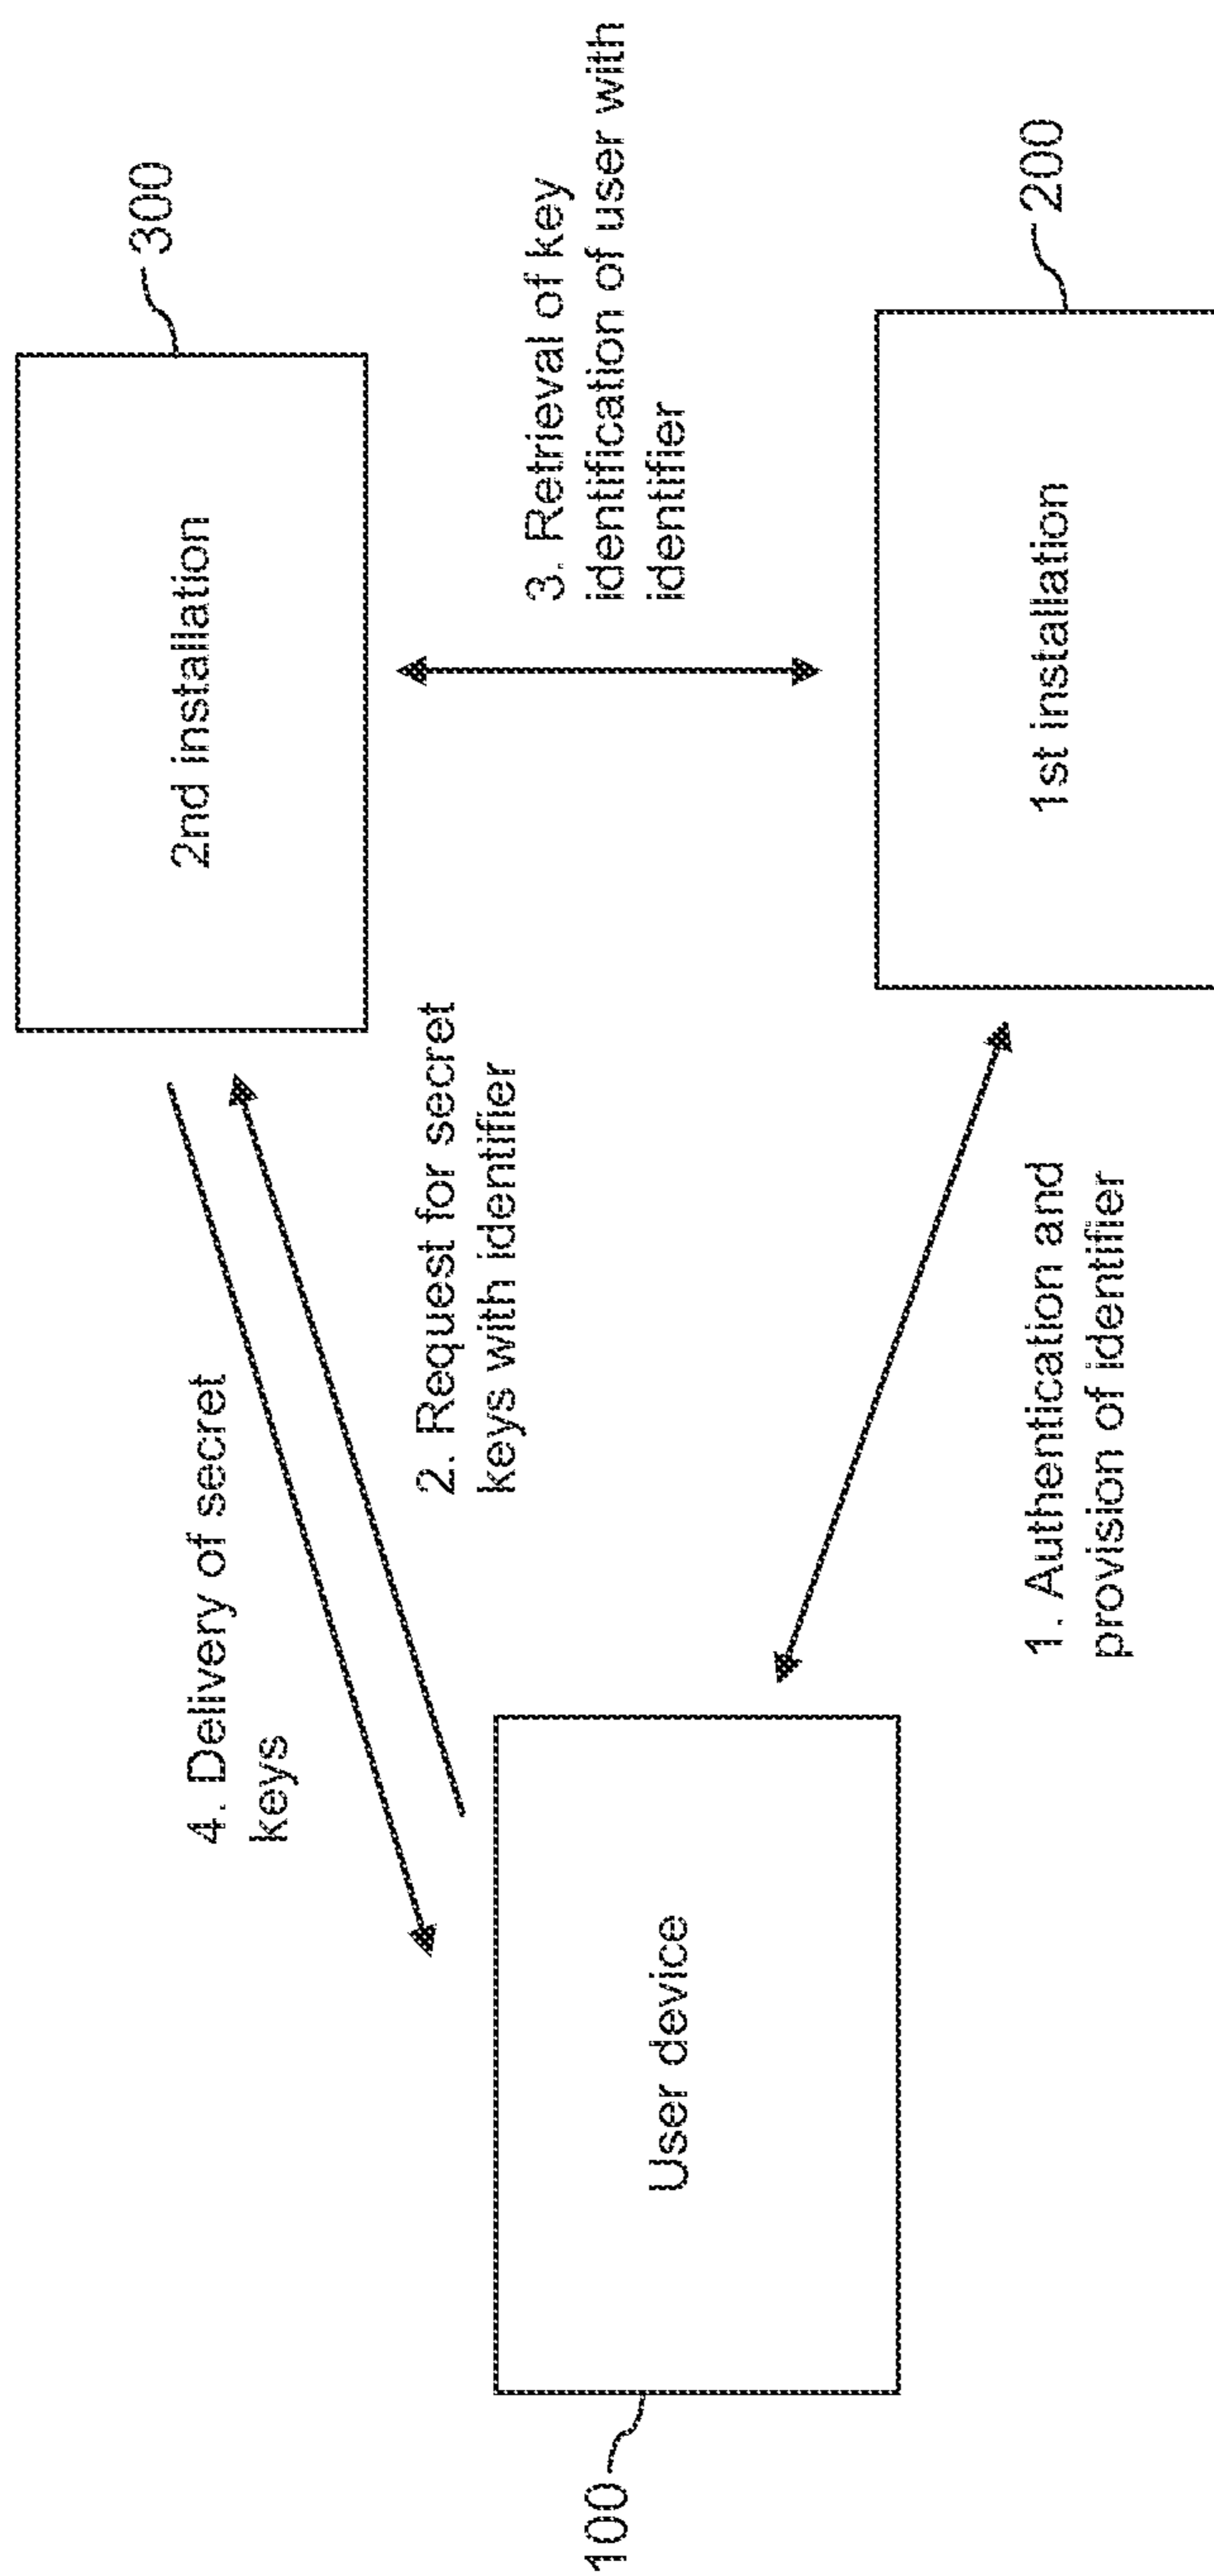 300
2nd installation
4. Delivery of secret
keys
2. Request for secret
keys with identifier
3. Retrieval of key
identification of user with
identifier
User device
100
1st installation
200
1. Authentication and
provision of identifier